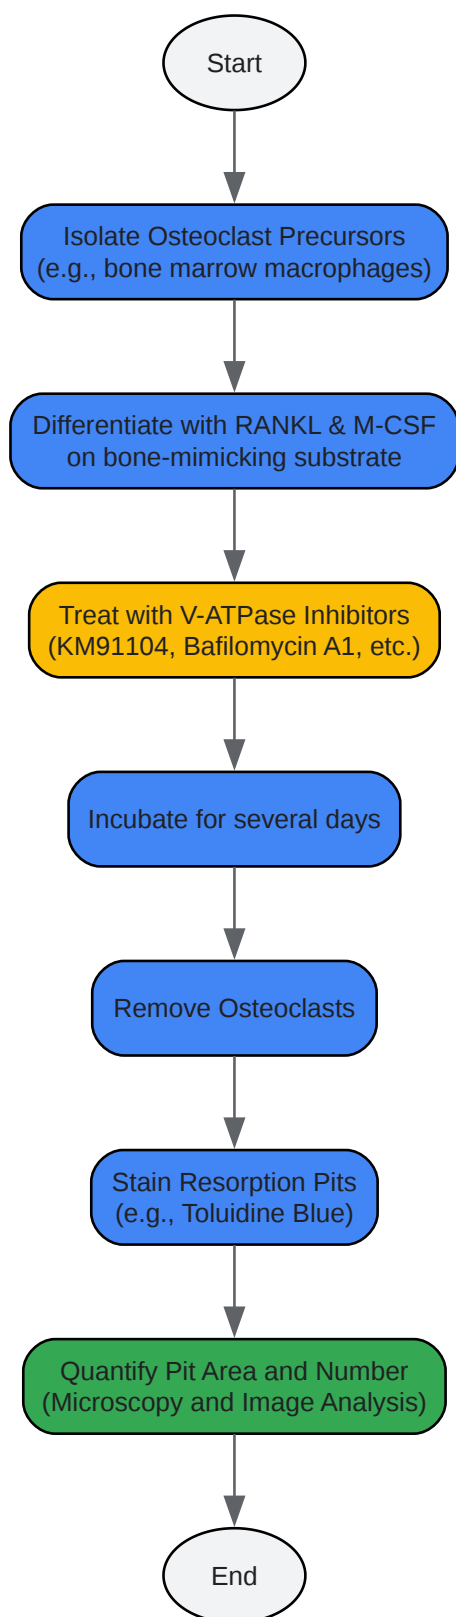 Start
Isolate Osteoclast Precursors
(e.g., bone marrow macrophages)
Differentiate with RANKL & M-CSF
on bone-mimicking substrate
Treat with V-ATPase Inhibitors
(KM91104, Bafilomycin A1, etc.)
Incubate for several days
Remove Osteoclasts
Stain Resorption Pits
(e.g., Toluidine Blue)
Quantify Pit Area and Number
(Microscopy and Image Analysis)
End